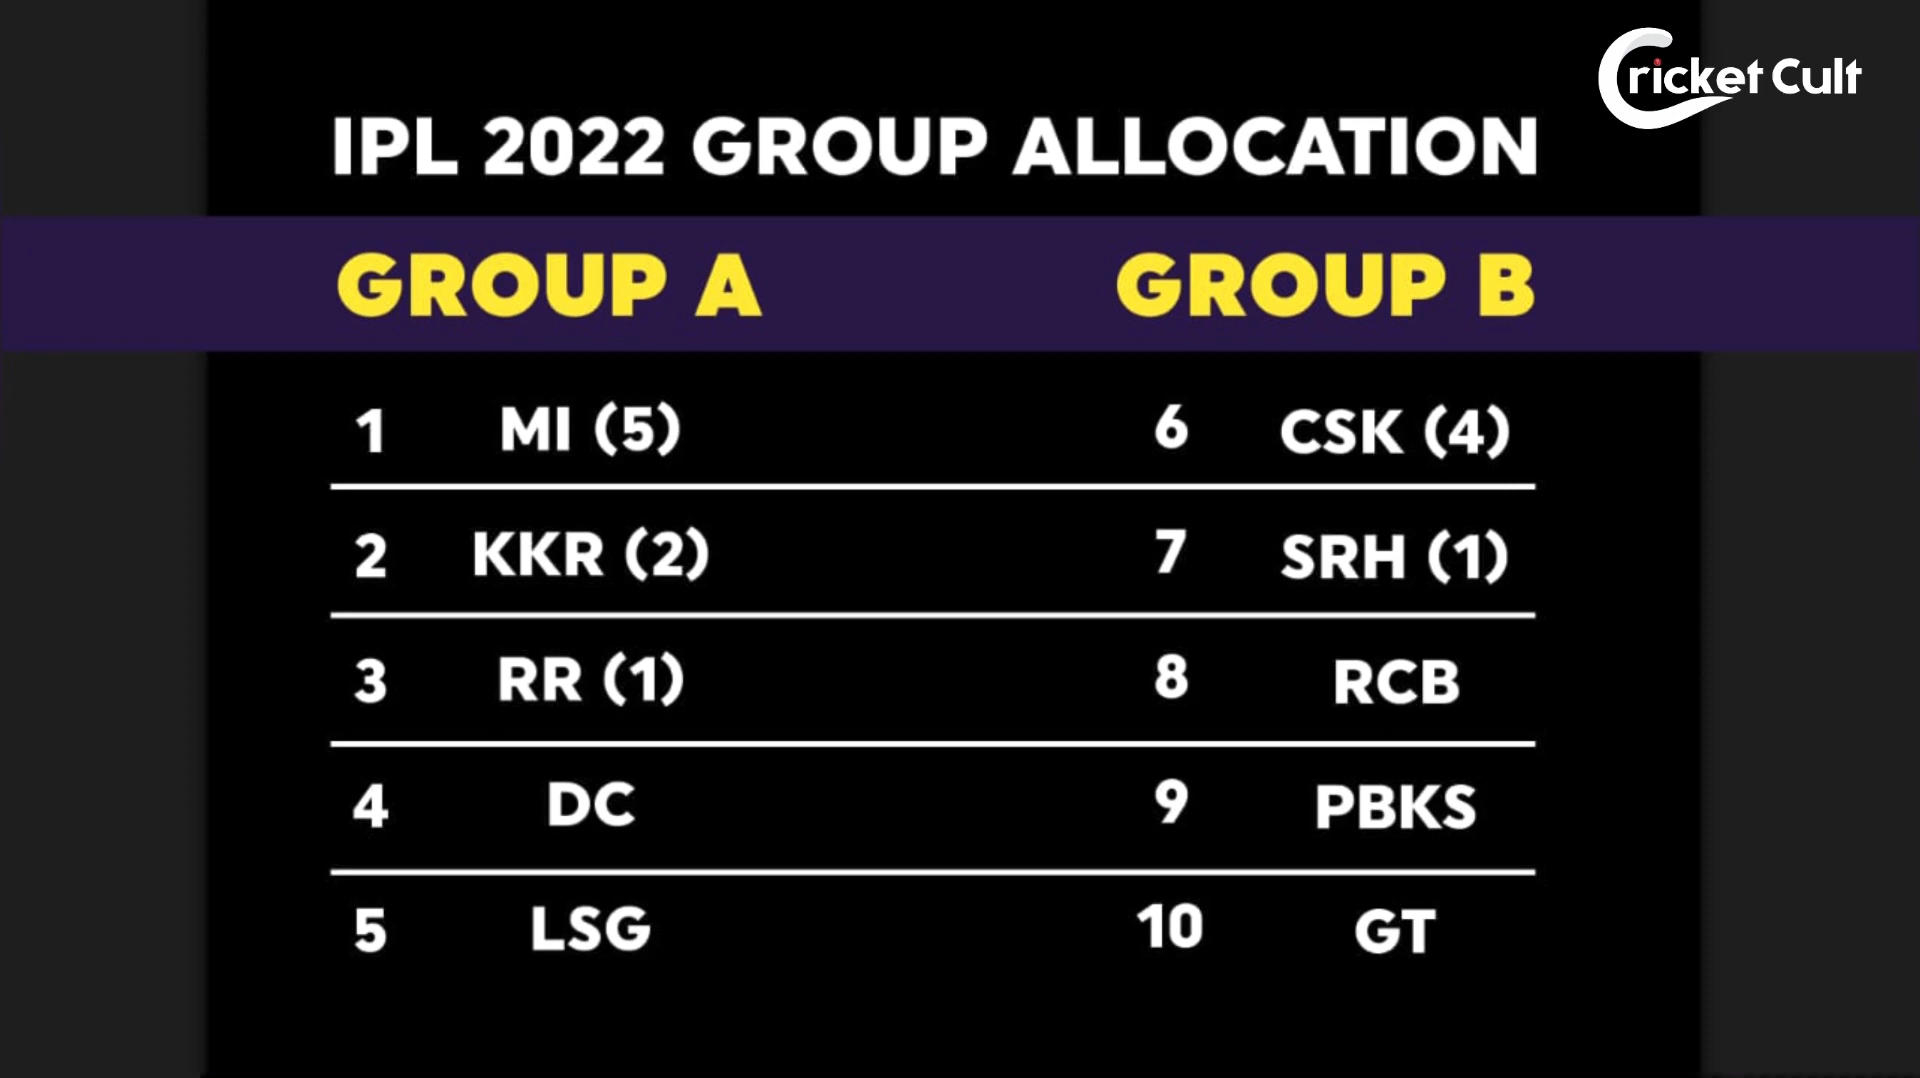 Cricket Cult
IPL 2022 GROUP ALLOCATION
GROUP A GROUP B
1 MI (5) 6 CSK (4)
2 KKR (2) 7 SRH (1)
3 RR (1) 8 RCB
4 DC 9 PBKS
5 LSG 10 GT